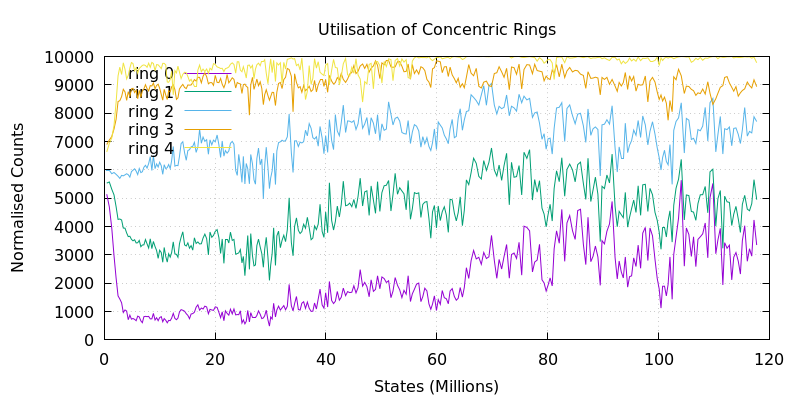 Utilisation of Concentric Rings
Normalised Counts
10000
9000
8000
7000
6000
5000
4000
3000
2000
1000
0
ring 0
ring 1
ring 2
ring 3
ring 4
0 20 40 60 80 100 120
States (Millions)